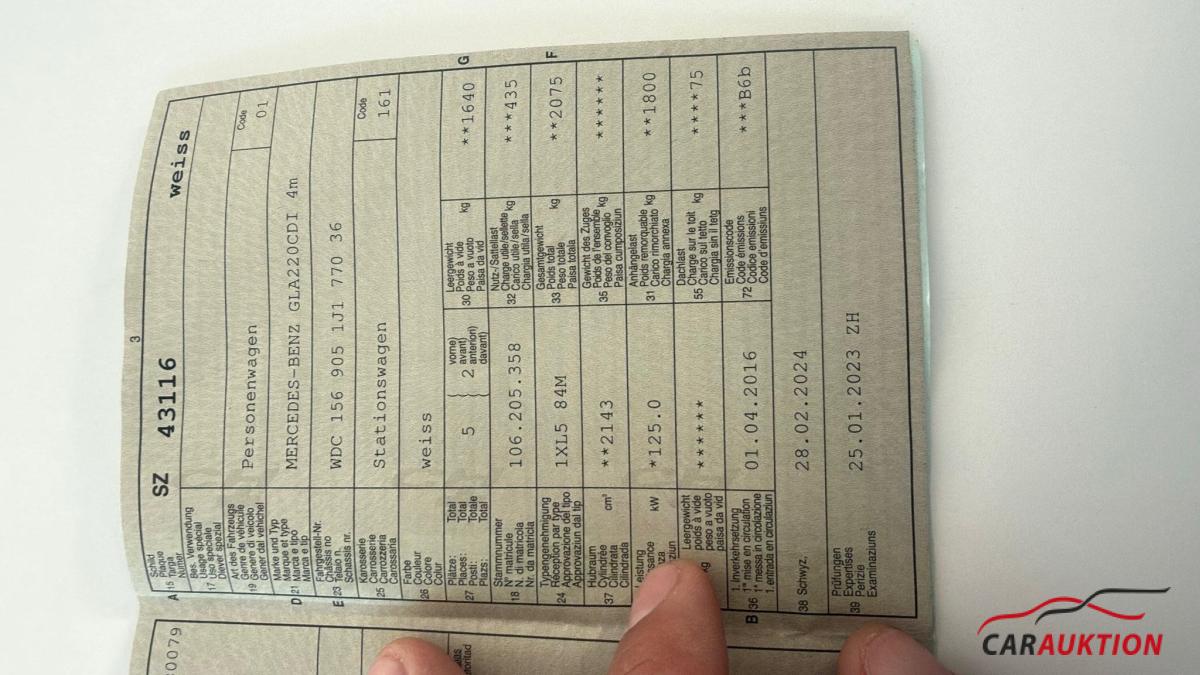 3
A 15 Schild SZ 43116 weiss
Plaque
Targa
Numer
17 Bes. Verwendung
Usage spécial
Uso speciale
Diever spezial
19 Art des Fahrzeugs Personenwagen Code 01
Genre de véhicule
Genere di veicolo
Gener dal vehichel
D 21 Marke und Typ MERCEDES-BENZ GLA220CDI 4m
Marque et type
Marca e tipo
Marca e tip
E 23 Fahrgestell-Nr. WDC 156 905 1J1 770 36
Châssis no
Telaio n.
Schassis nr.
25 Karosserie Stationswagen Code 161
Carrosserie
Carrozzeria
Carossaria
26 Farbe weiss
Couleur
Colore
Colur
27 Plätze: Total 5 } 2 vorne)
Places: Total avant)
Posti: Totale anteriori)
Plazs: Total davant)
30 Leergewicht kg **1640 G
Poids à vide
Peso a vuoto
Paisa da vid
18 Stammnummer 106.205.358
N° matricule
No di matricola
Nr. da matricla
32 Nutz-/Sattellast kg ***435
Charge utile/sellette
Carico utile/sella
Chargia utila/sella
24 Typengenehmigung 1XL5 84M
Réception par type
Approvazione del tipo
Approvaziun dal tip
33 Gesamtgewicht kg **2075 F
Poids total
Peso totale
Paisa totala
37 Hubraum cm³ **2143
Cylindrée
Cilindrata
Cilindrada
35 Gewicht des Zuges kg ******
Poids de l'ensemble
Peso del convoglio
Paisa cumposiziun
Leistung kW *125.0
31 Anhängelast kg **1800
Poids remorquable
Carico rimorchiato
Chargia annexa
Leergewicht kg ******
poids à vide
peso a vuoto
paisa da vid
55 Dachlast kg ****75
Charge sur le toit
Carico sul tetto
Chargia sin il tetg
B 36 1. Inverkehrsetzung 01.04.2016
1re mise en circulation
1a messa in circolazione
1. entrada en circulaziun
72 Emissionscode ***B6b
Code émissions
Codice emissioni
Code d'emissiuns
38 Schwyz, 28.02.2024
39 Prüfungen 25.01.2023 ZH
Expertises
Perizie
Examinaziuns
0079
CARAUKTION